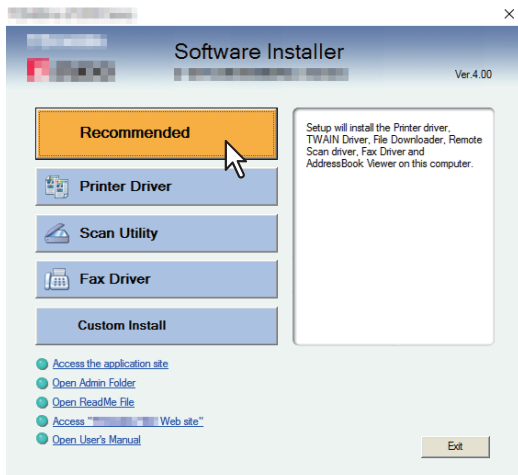 Software Installer
Ver.4.00
Recommended
Printer Driver
Scan Utility
Fax Driver
Custom Install
Setup will install the Printer driver,
TWAIN Driver, File Downloader, Remote
Scan driver, Fax Driver and
AddressBook Viewer on this computer.
Access the application site
Open Admin Folder
Open ReadMe File
Access " Web site"
Open User's Manual
Exit